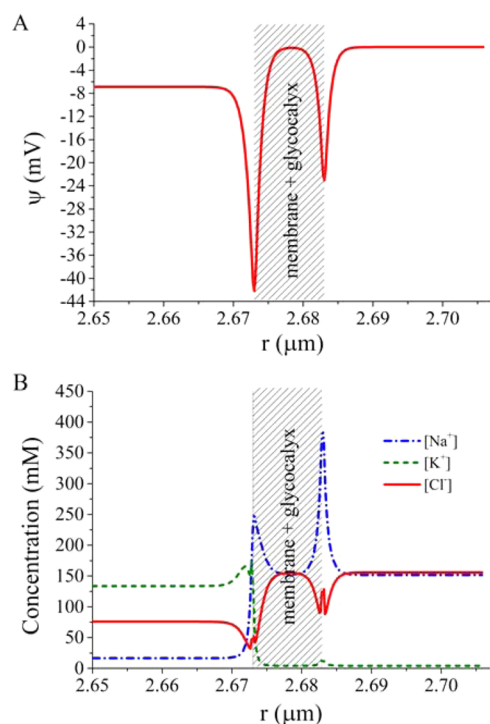 A
4
0
-4
-8
-12
-16
-20
-24
-28
-32
-36
-40
-44
ψ (mV)
membrane + glycocalyx
2.65 2.66 2.67 2.68 2.69 2.70
r (μm)
B
450
400
350
300
250
200
150
100
50
0
Concentration (mM)
membrane + glycocalyx
[Na⁺]
[K⁺]
[Cl⁻]
2.65 2.66 2.67 2.68 2.69 2.70
r (μm)